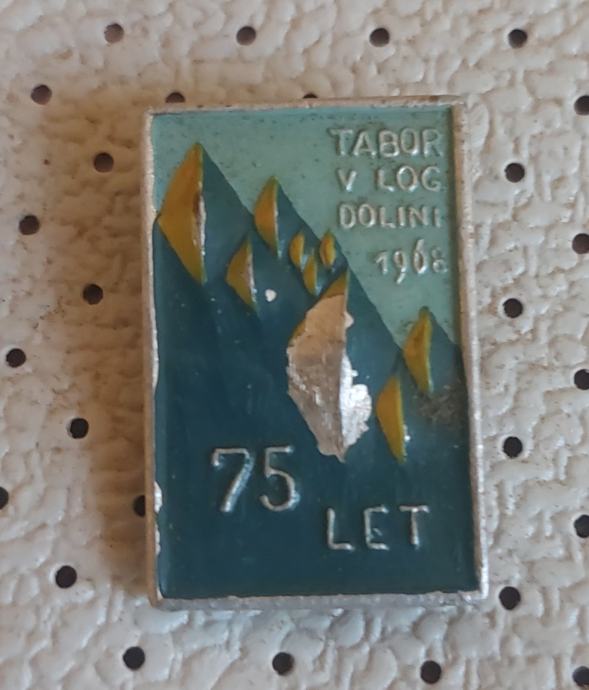 TABOR
V LOG
DOLINI
1968
75
LET